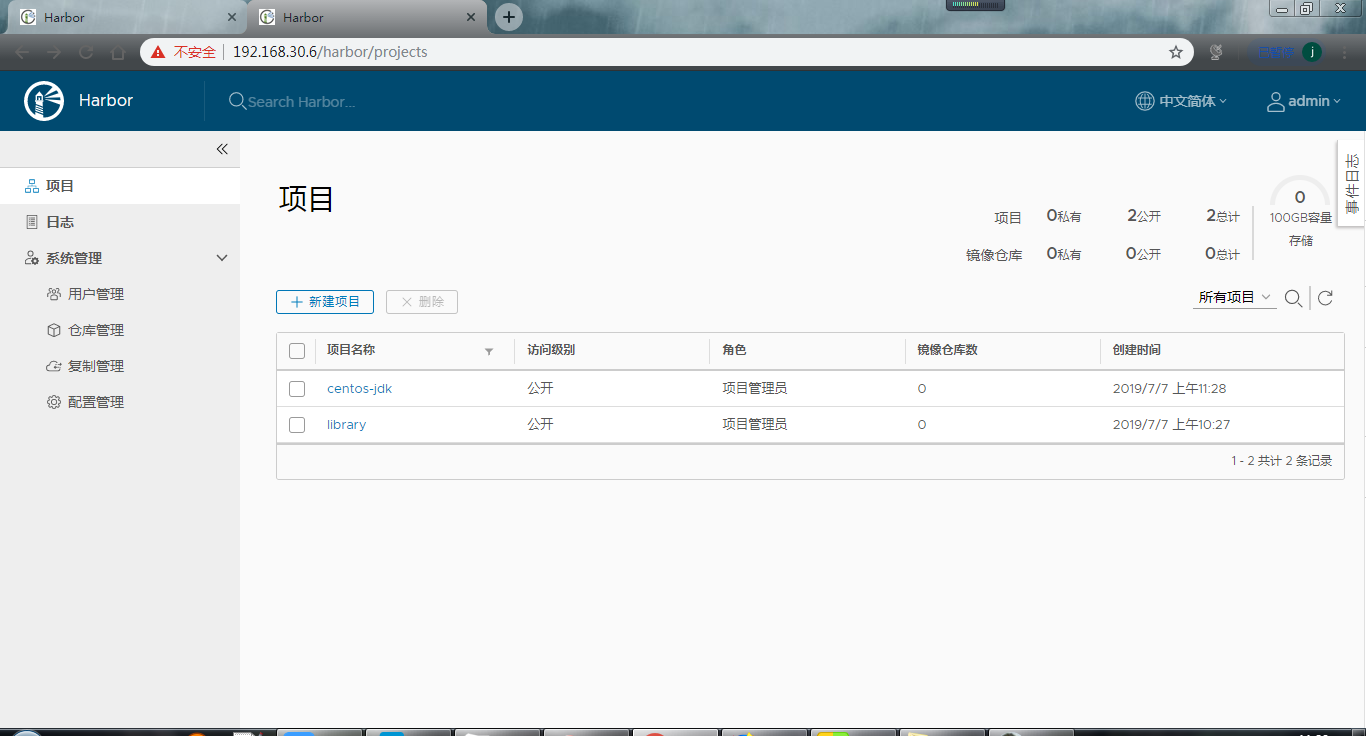 Harbor
Harbor
不安全 192.168.30.6/harbor/projects
j
Harbor
Search Harbor...
中文简体
admin
事件日志
项目
日志
系统管理
用户管理
仓库管理
复制管理
配置管理
项目
项目 0私有 2公开 2总计
镜像仓库 0私有 0公开 0总计
0
100GB容量
存储
新建项目
删除
所有项目
项目名称 访问级别 角色 镜像仓库数 创建时间
centos-jdk 公开 项目管理员 0 2019/7/7 上午11:28
library 公开 项目管理员 0 2019/7/7 上午10:27
1 - 2 共计 2 条记录